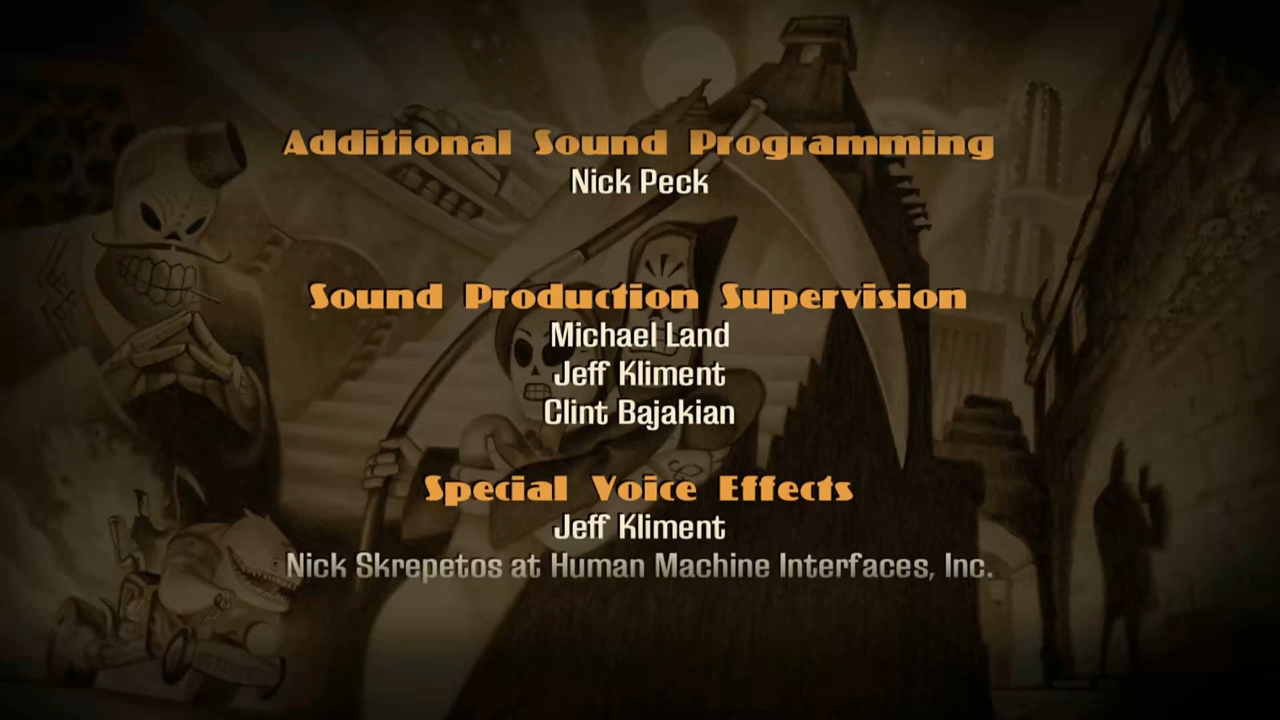 Additional Sound Programming
Nick Peck
Sound Production Supervision
Michael Land
Jeff Kliment
Clint Bajakian
Special Voice Effects
Jeff Kliment
Nick Skrepetos at Human Machine Interfaces, Inc.